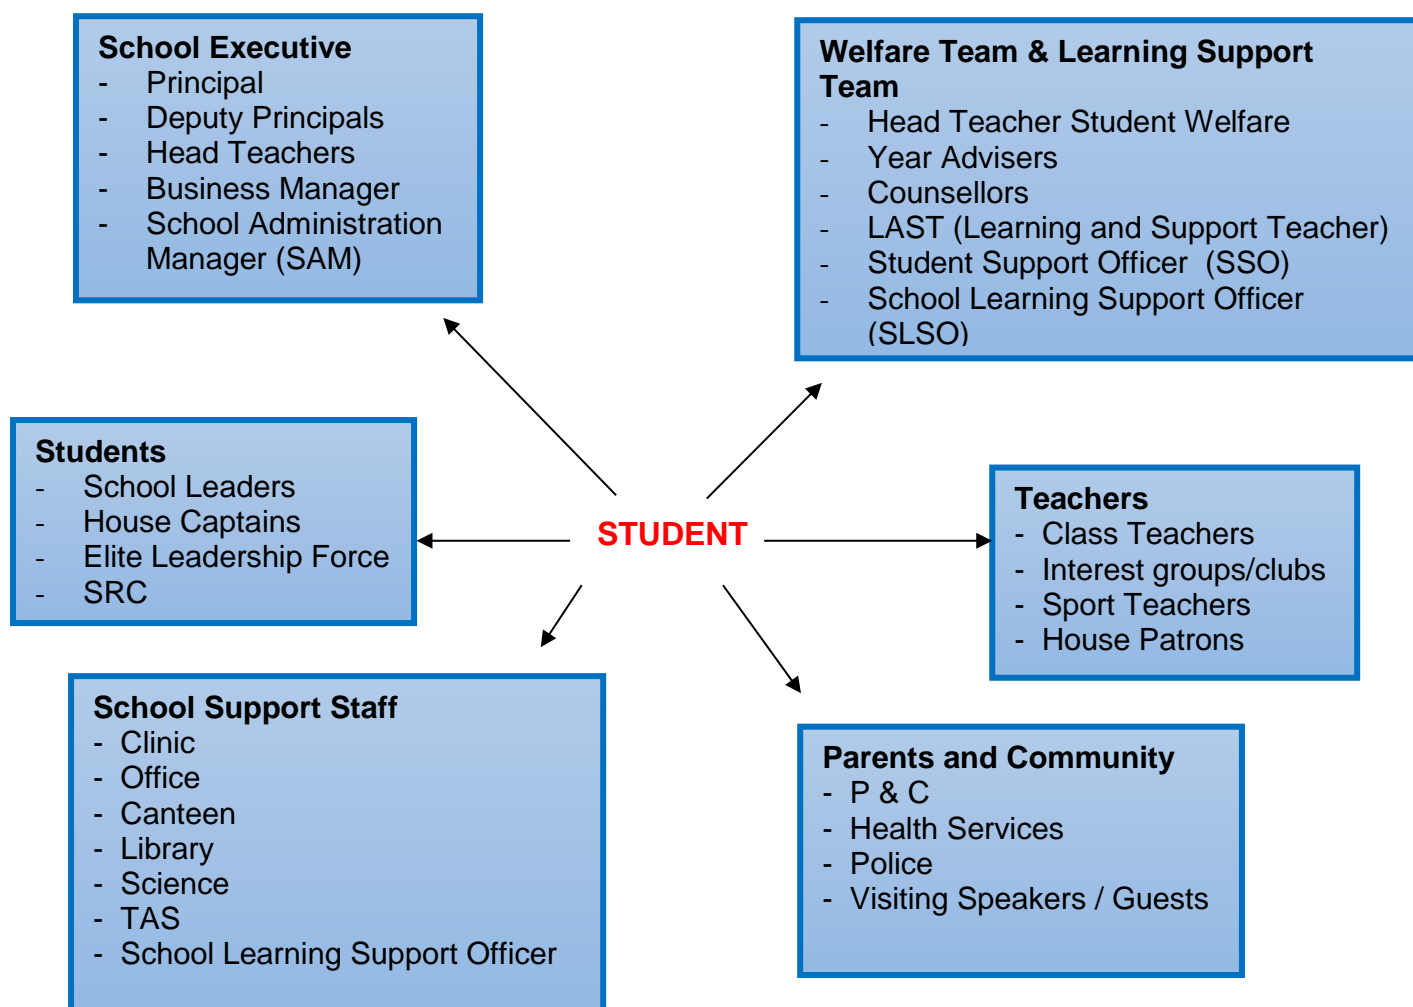 School Executive
- Principal
- Deputy Principals
- Head Teachers
- Business Manager
- School Administration
Manager (SAM)
Welfare Team & Learning Support
Team
- Head Teacher Student Welfare
- Year Advisers
- Counsellors
- LAST (Learning and Support Teacher)
- Student Support Officer (SSO)
- School Learning Support Officer
(SLSO)
Students
- School Leaders
- House Captains
- Elite Leadership Force
- SRC
STUDENT
Teachers
- Class Teachers
- Interest groups/clubs
- Sport Teachers
- House Patrons
School Support Staff
- Clinic
- Office
- Canteen
- Library
- Science
- TAS
- School Learning Support Officer
Parents and Community
- P & C
- Health Services
- Police
- Visiting Speakers / Guests